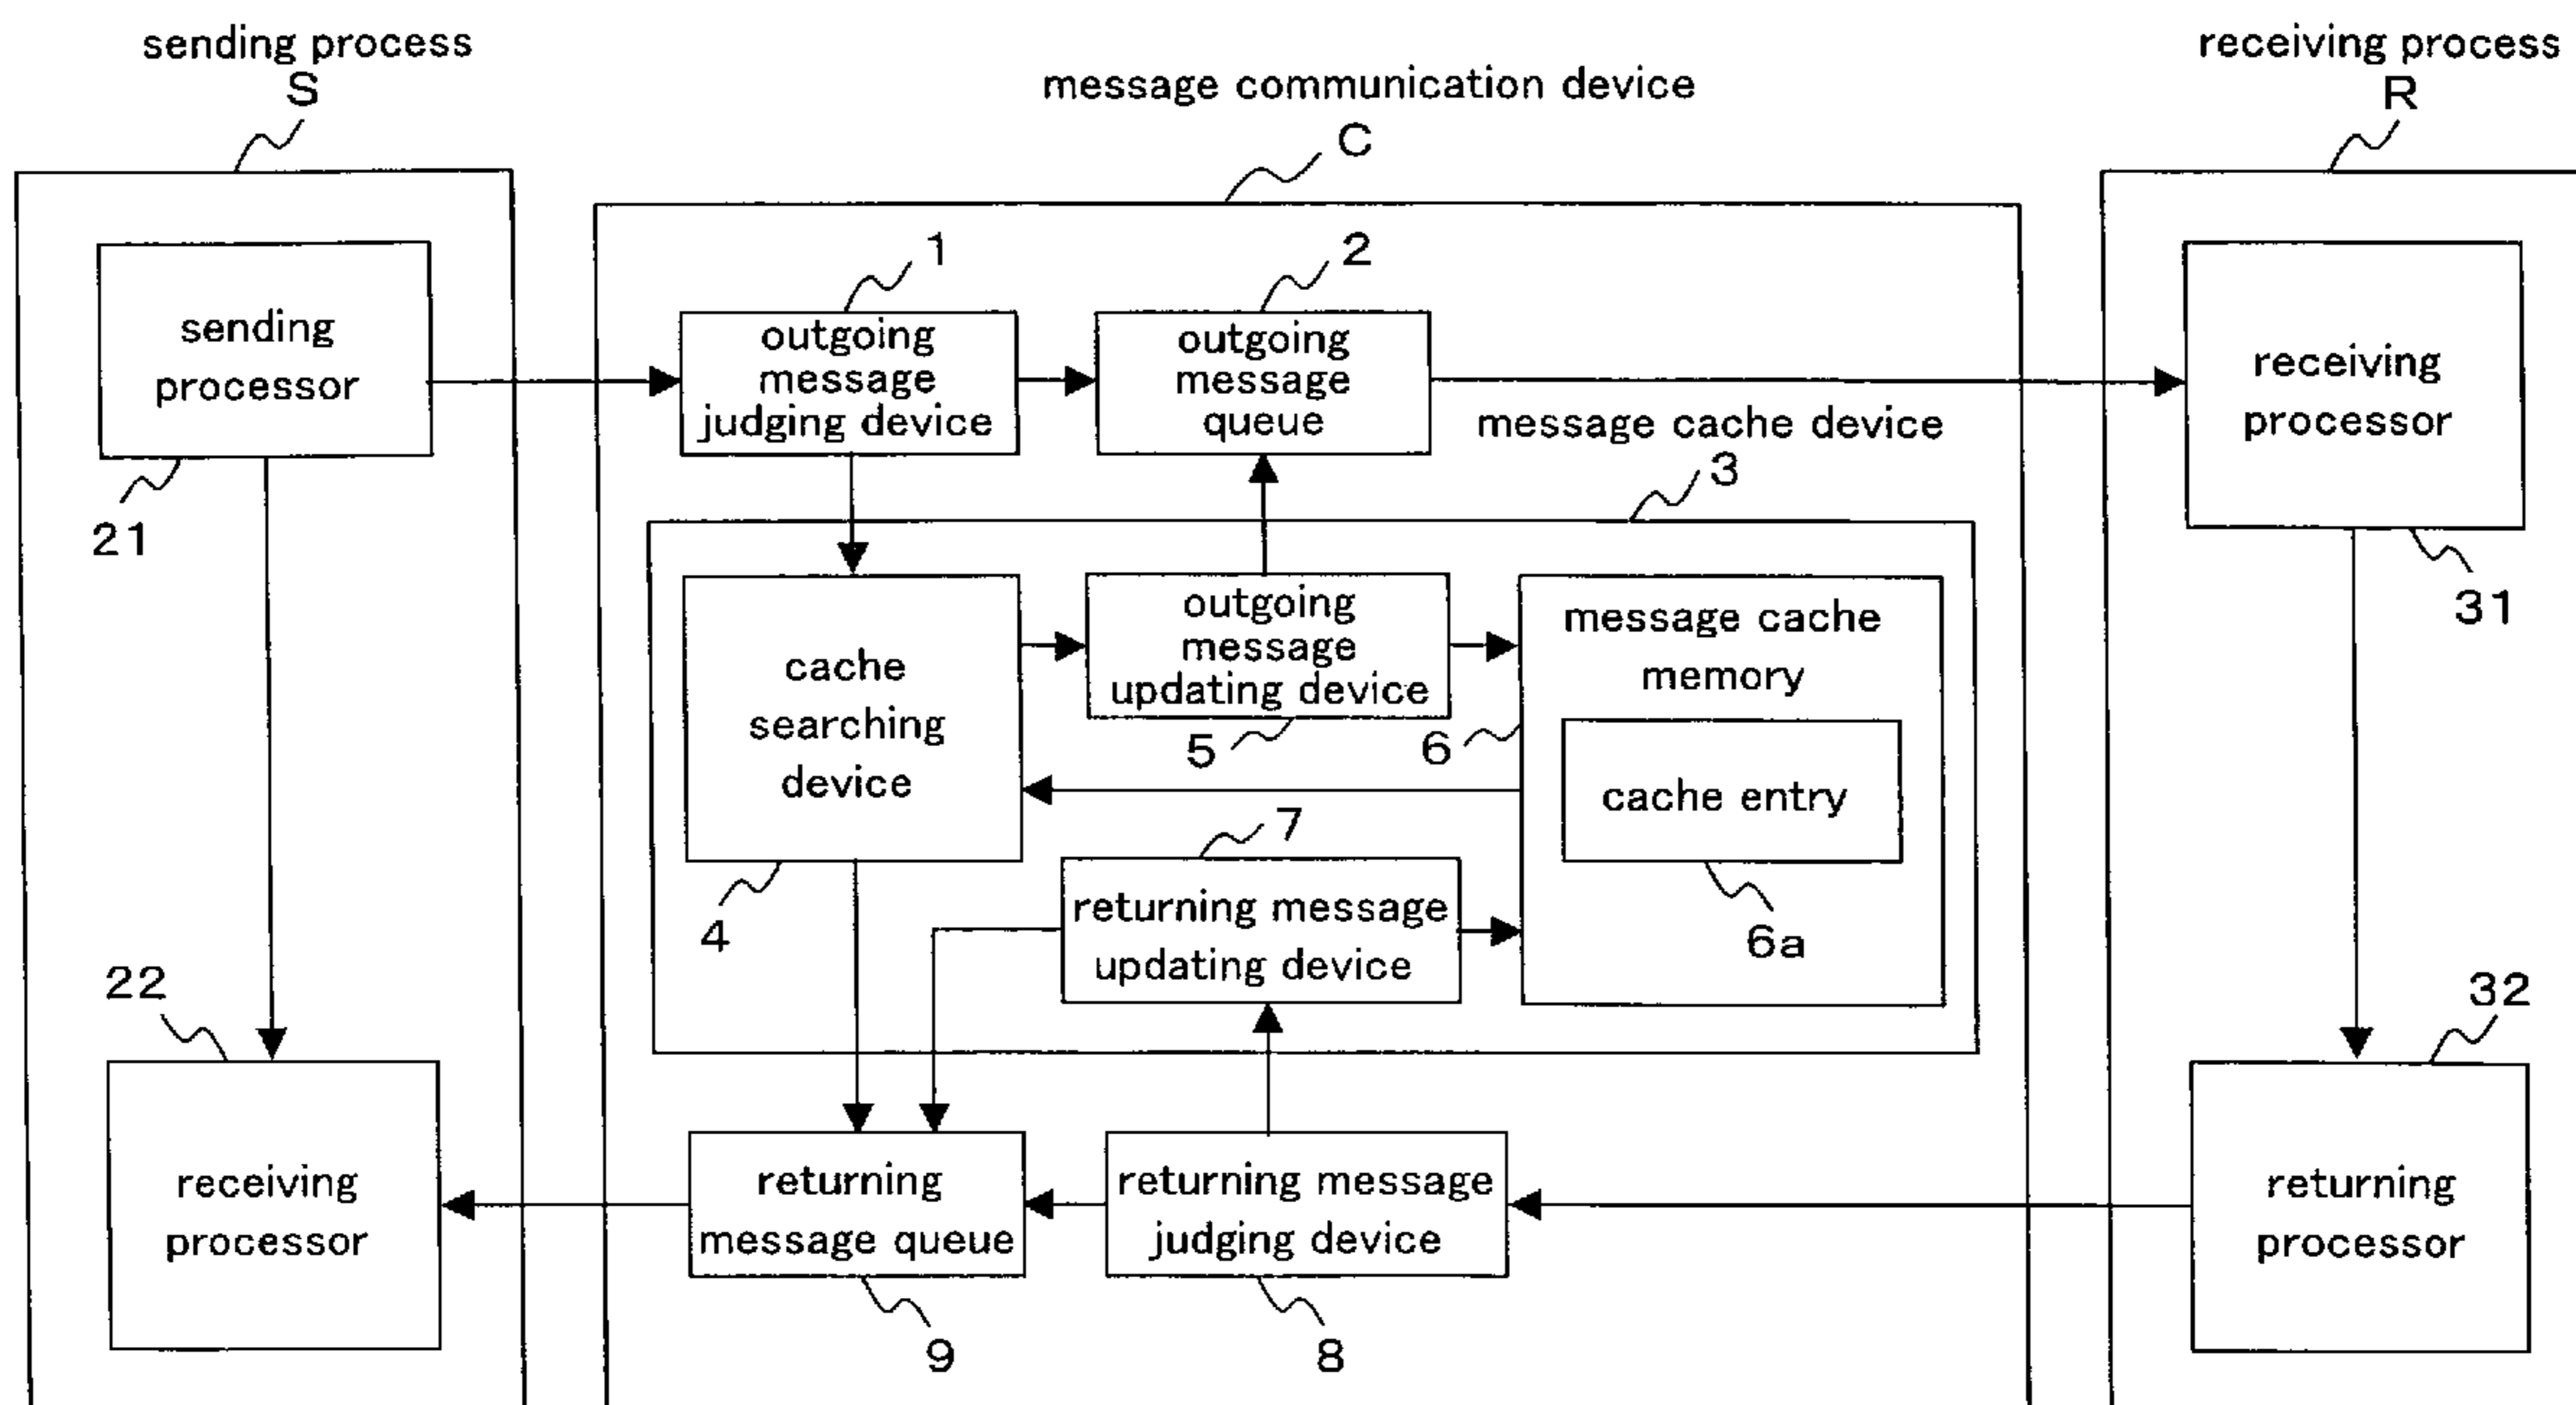 sending process
S
message communication device
C
receiving process
R
sending
processor
21
1
outgoing
message
judging device
2
outgoing
message
queue
message cache device
3
receiving
processor
31
cache
searching
device
4
outgoing
message
updating device
5
6
message cache
memory
cache entry
6a
7
returning message
updating device
22
receiving
processor
returning
message queue
9
returning message
judging device
8
32
returning
processor